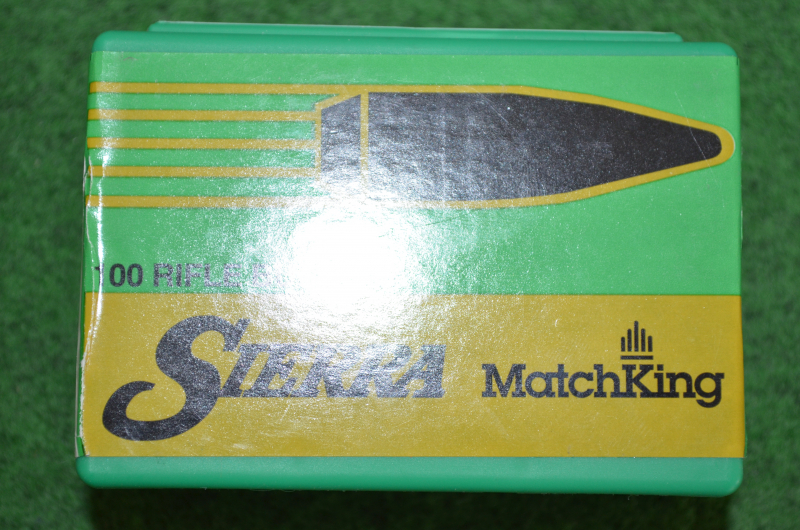 100 RIFLE
SIERRA
MatchKing